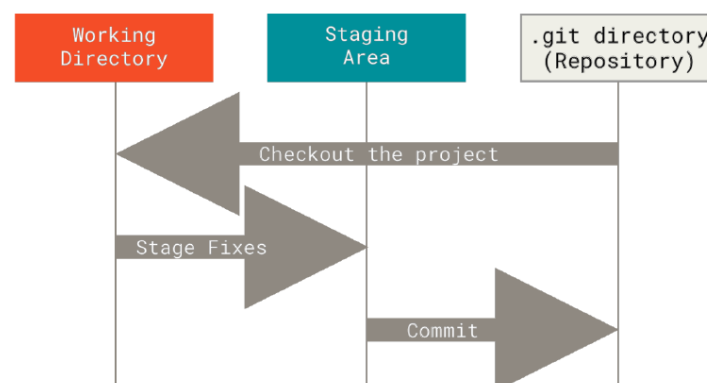 Working
Directory
Staging
Area
.git directory
(Repository)
Checkout the project
Stage Fixes
Commit